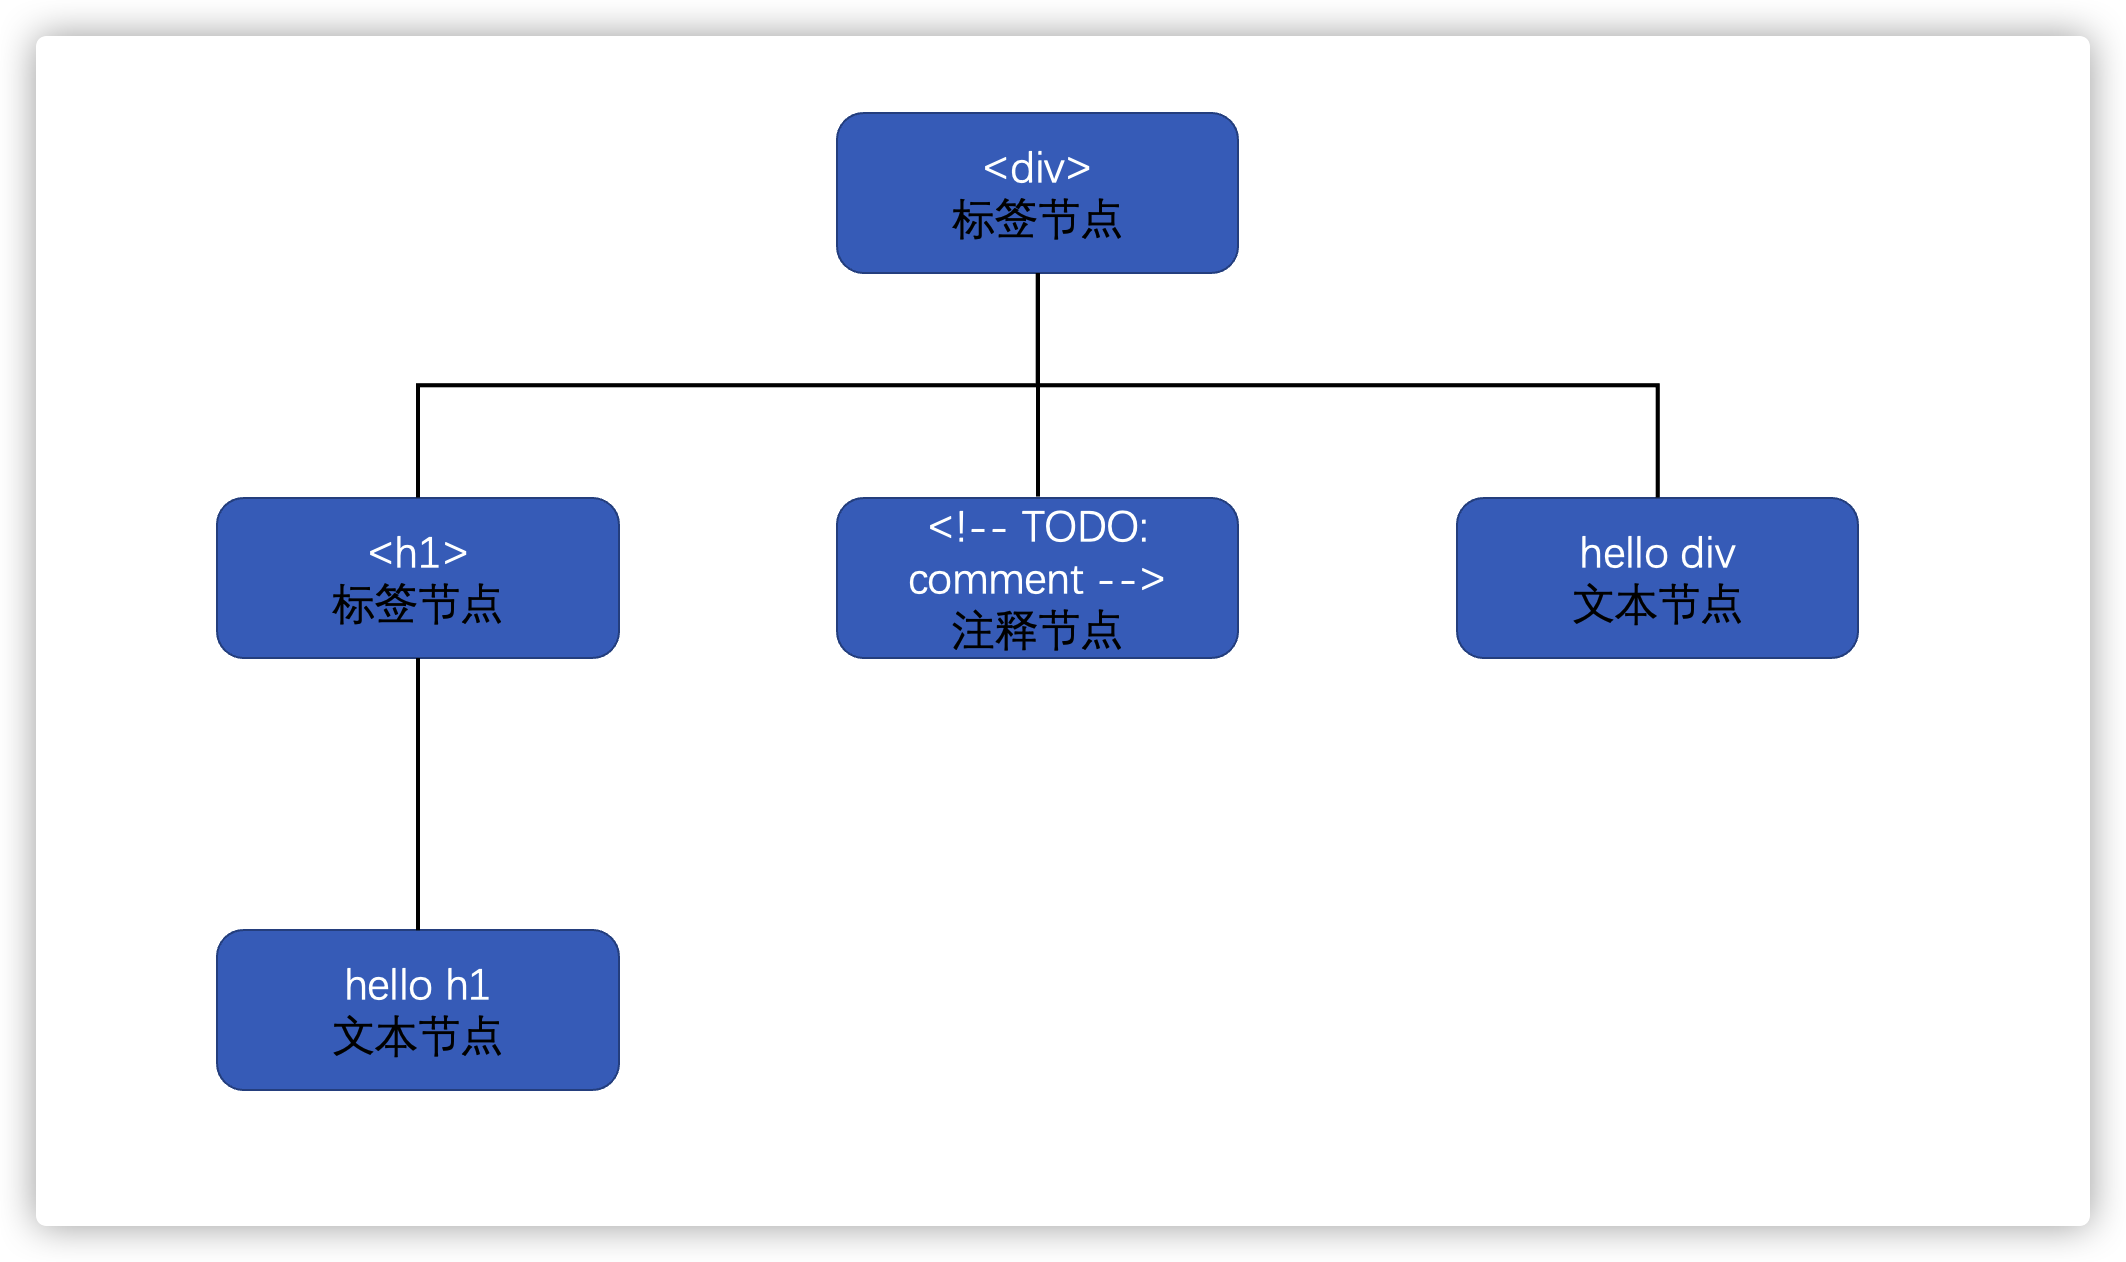 <div>
标签节点
<h1>
标签节点
<!-- TODO:
comment -->
注释节点
hello div
文本节点
hello h1
文本节点